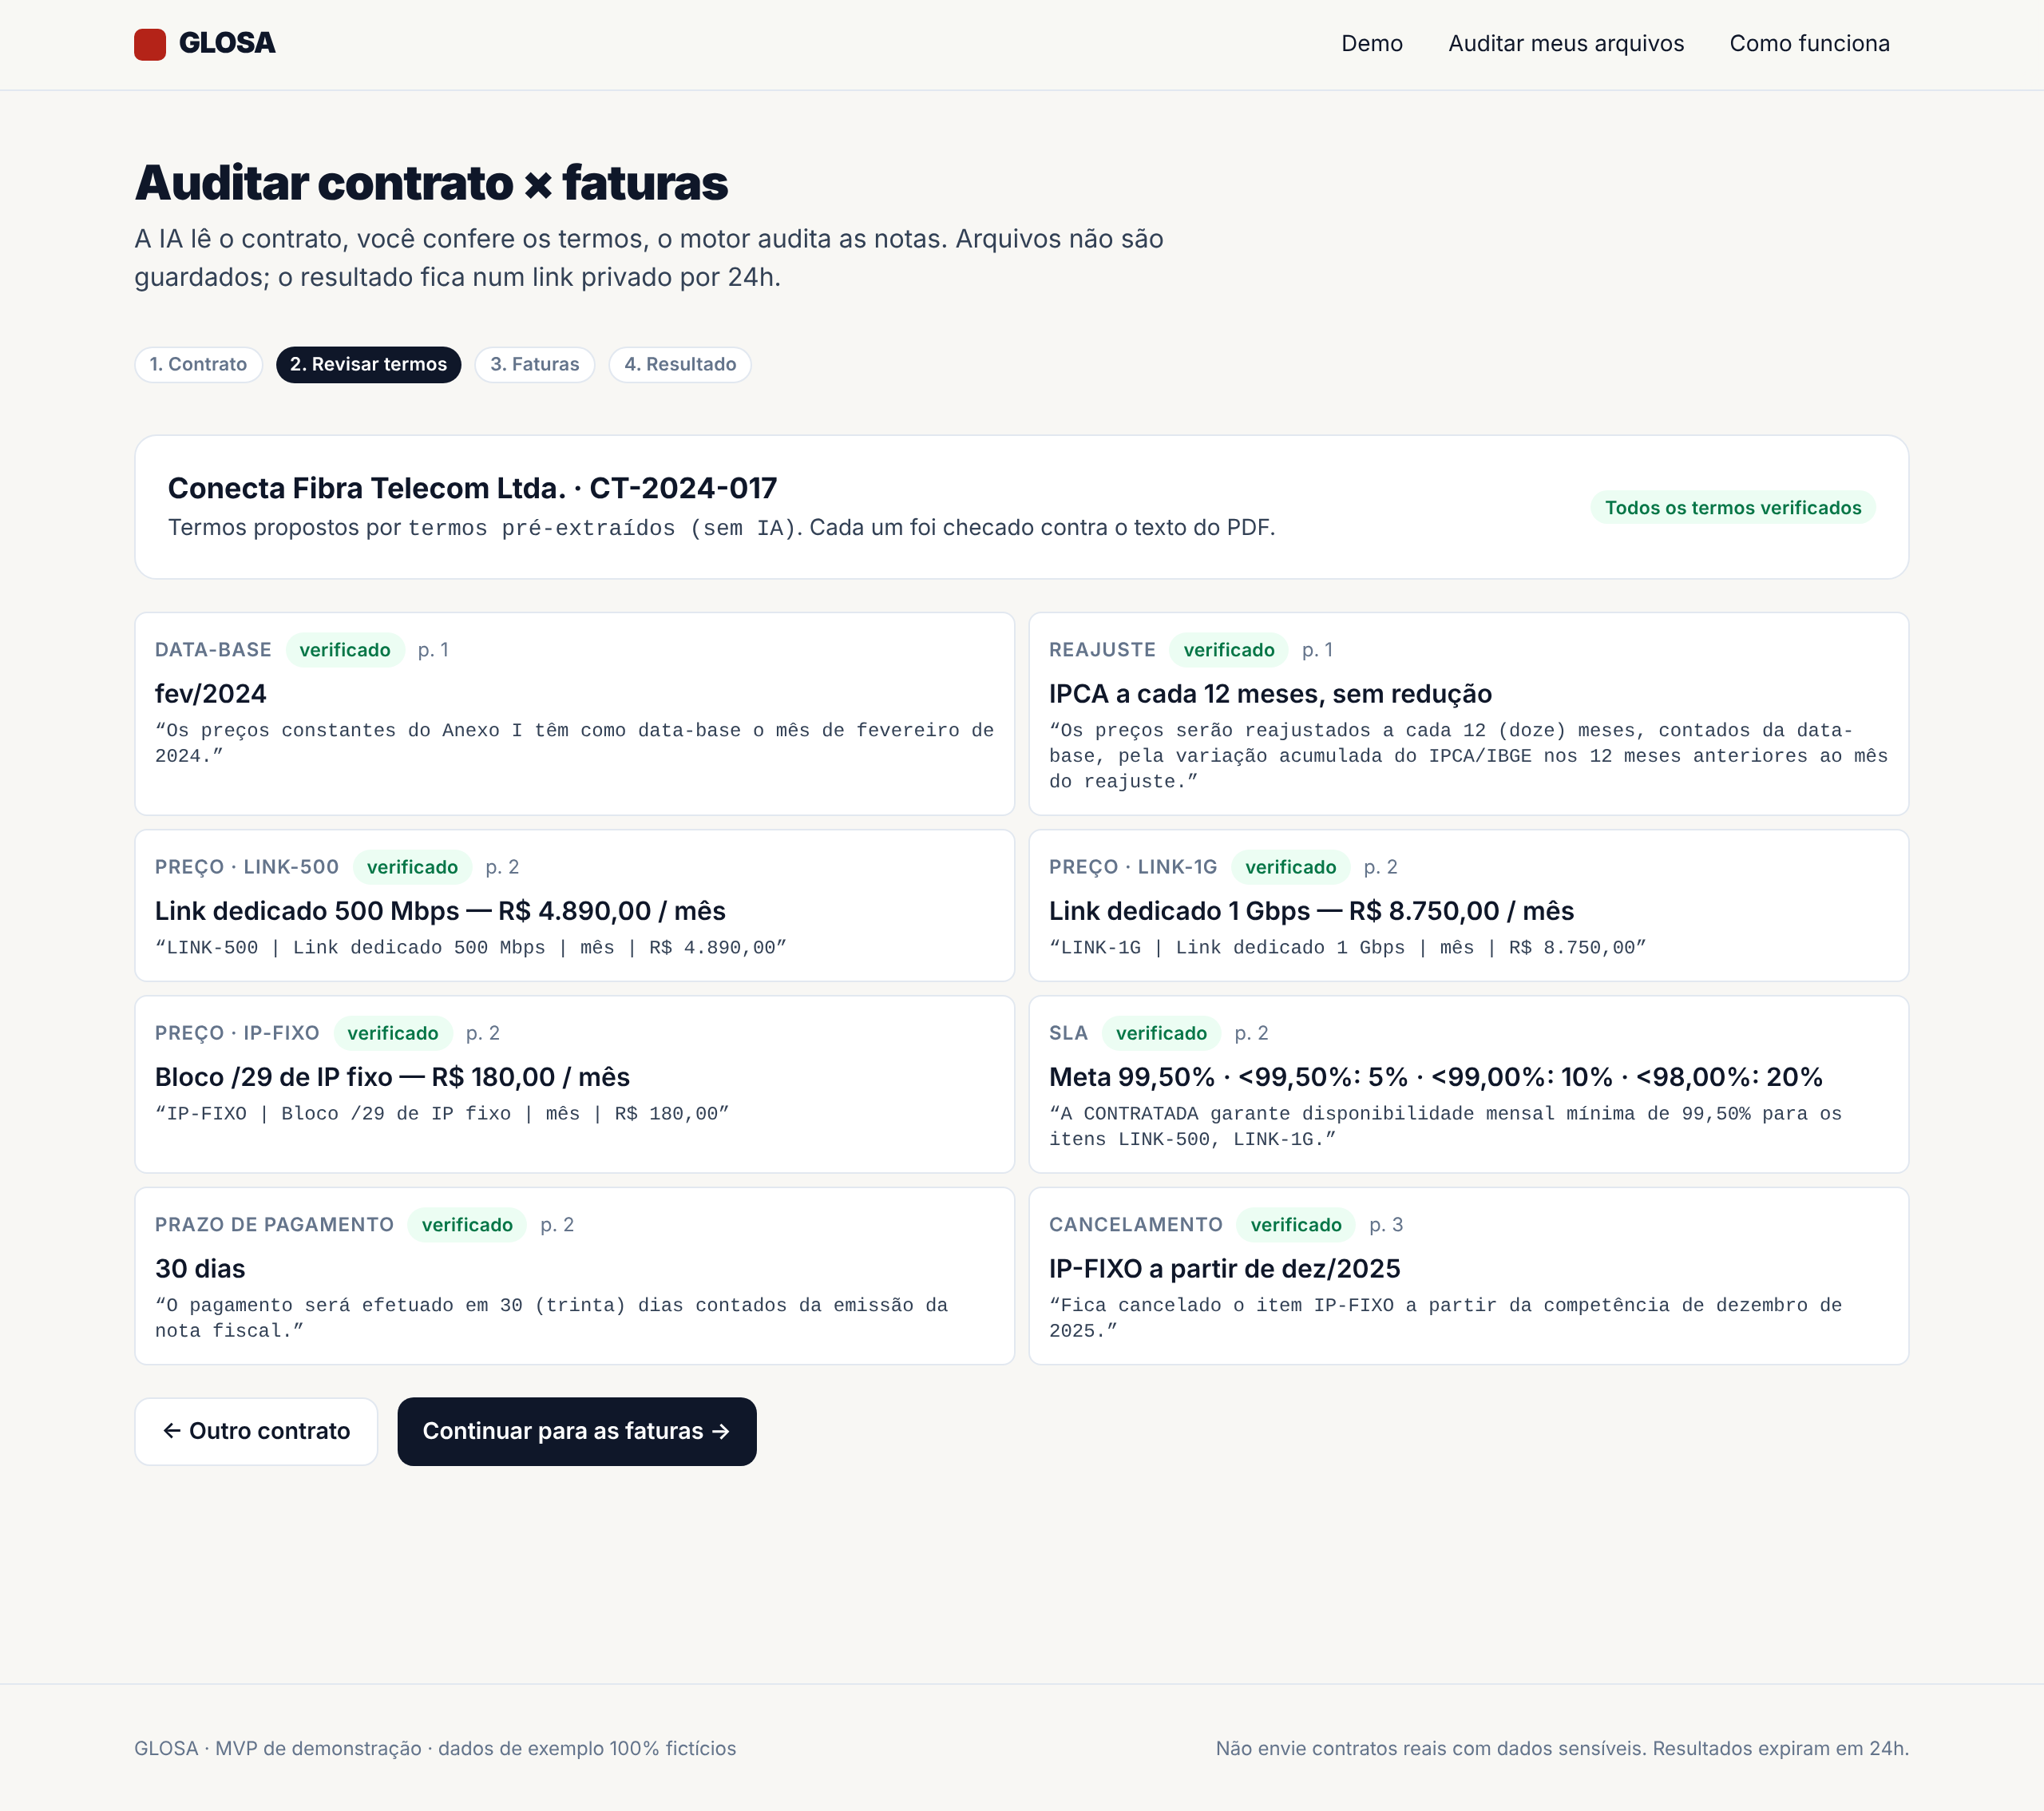 GLOSA
Demo
Auditar meus arquivos
Como funciona
Auditar contrato × faturas
A IA lê o contrato, você confere os termos, o motor audita as notas. Arquivos não são
guardados; o resultado fica num link privado por 24h.
1. Contrato
2. Revisar termos
3. Faturas
4. Resultado
Conecta Fibra Telecom Ltda. · CT-2024-017
Termos propostos por termos pré-extraídos (sem IA). Cada um foi checado contra o texto do PDF.
Todos os termos verificados
DATA-BASE verificado p. 1
fev/2024
“Os preços constantes do Anexo I têm como data-base o mês de fevereiro de
2024.”
REAJUSTE verificado p. 1
IPCA a cada 12 meses, sem redução
“Os preços serão reajustados a cada 12 (doze) meses, contados da data-
base, pela variação acumulada do IPCA/IBGE nos 12 meses anteriores ao mês
do reajuste.”
PREÇO · LINK-500 verificado p. 2
Link dedicado 500 Mbps — R$ 4.890,00 / mês
“LINK-500 | Link dedicado 500 Mbps | mês | R$ 4.890,00”
PREÇO · LINK-1G verificado p. 2
Link dedicado 1 Gbps — R$ 8.750,00 / mês
“LINK-1G | Link dedicado 1 Gbps | mês | R$ 8.750,00”
PREÇO · IP-FIXO verificado p. 2
Bloco /29 de IP fixo — R$ 180,00 / mês
“IP-FIXO | Bloco /29 de IP fixo | mês | R$ 180,00”
SLA verificado p. 2
Meta 99,50% · <99,50%: 5% · <99,00%: 10% · <98,00%: 20%
“A CONTRATADA garante disponibilidade mensal mínima de 99,50% para os
itens LINK-500, LINK-1G.”
PRAZO DE PAGAMENTO verificado p. 2
30 dias
“O pagamento será efetuado em 30 (trinta) dias contados da emissão da
nota fiscal.”
CANCELAMENTO verificado p. 3
IP-FIXO a partir de dez/2025
“Fica cancelado o item IP-FIXO a partir da competência de dezembro de
2025.”
← Outro contrato
Continuar para as faturas →
GLOSA · MVP de demonstração · dados de exemplo 100% fictícios
Não envie contratos reais com dados sensíveis. Resultados expiram em 24h.